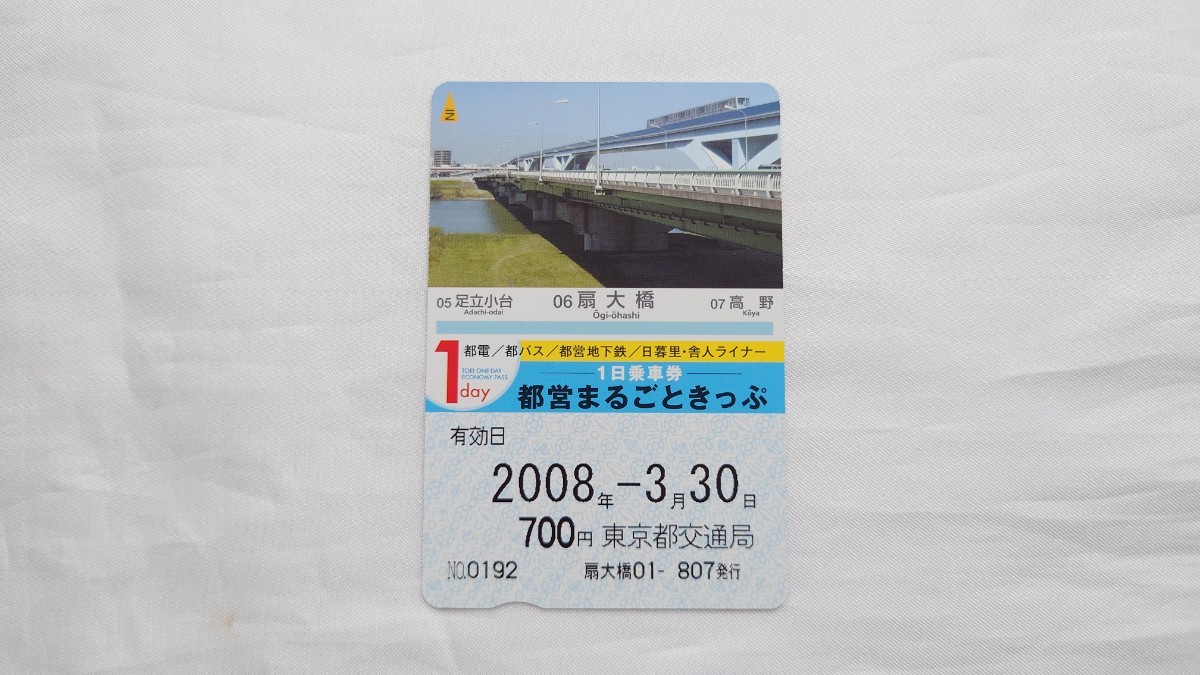 IN
05 足立小台 06 扇大橋 07 高野
Adachi-odai Ōgi-ōhashi Kōya
都電／都バス／都営地下鉄／日暮里・舎人ライナー
1day
TOEI ONEDAY
ECONOMY PASS
1日乗車券
都営まるごときっぷ
有効日
2008年-3月30日
700円 東京都交通局
NO.0192 扇大橋01- 807発行